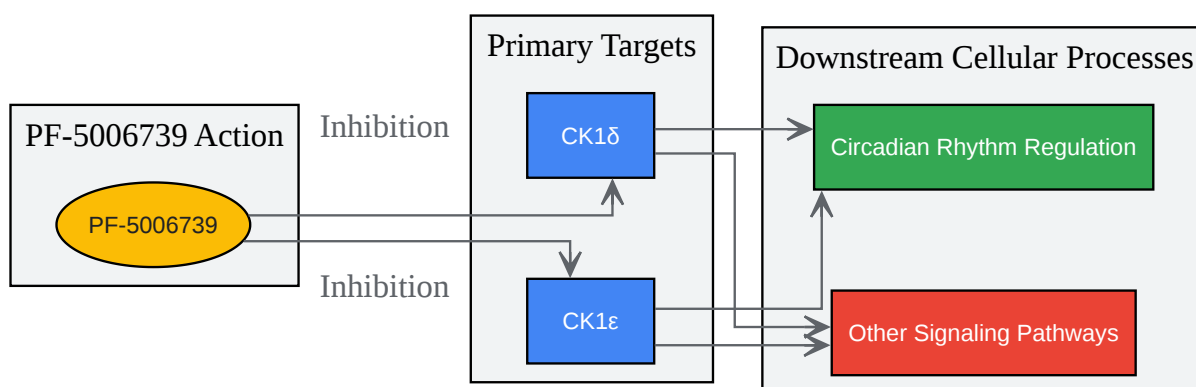 PF-5006739 Action
PF-5006739
Inhibition
Inhibition
Primary Targets
CK1δ
CK1ε
Downstream Cellular Processes
Circadian Rhythm Regulation
Other Signaling Pathways